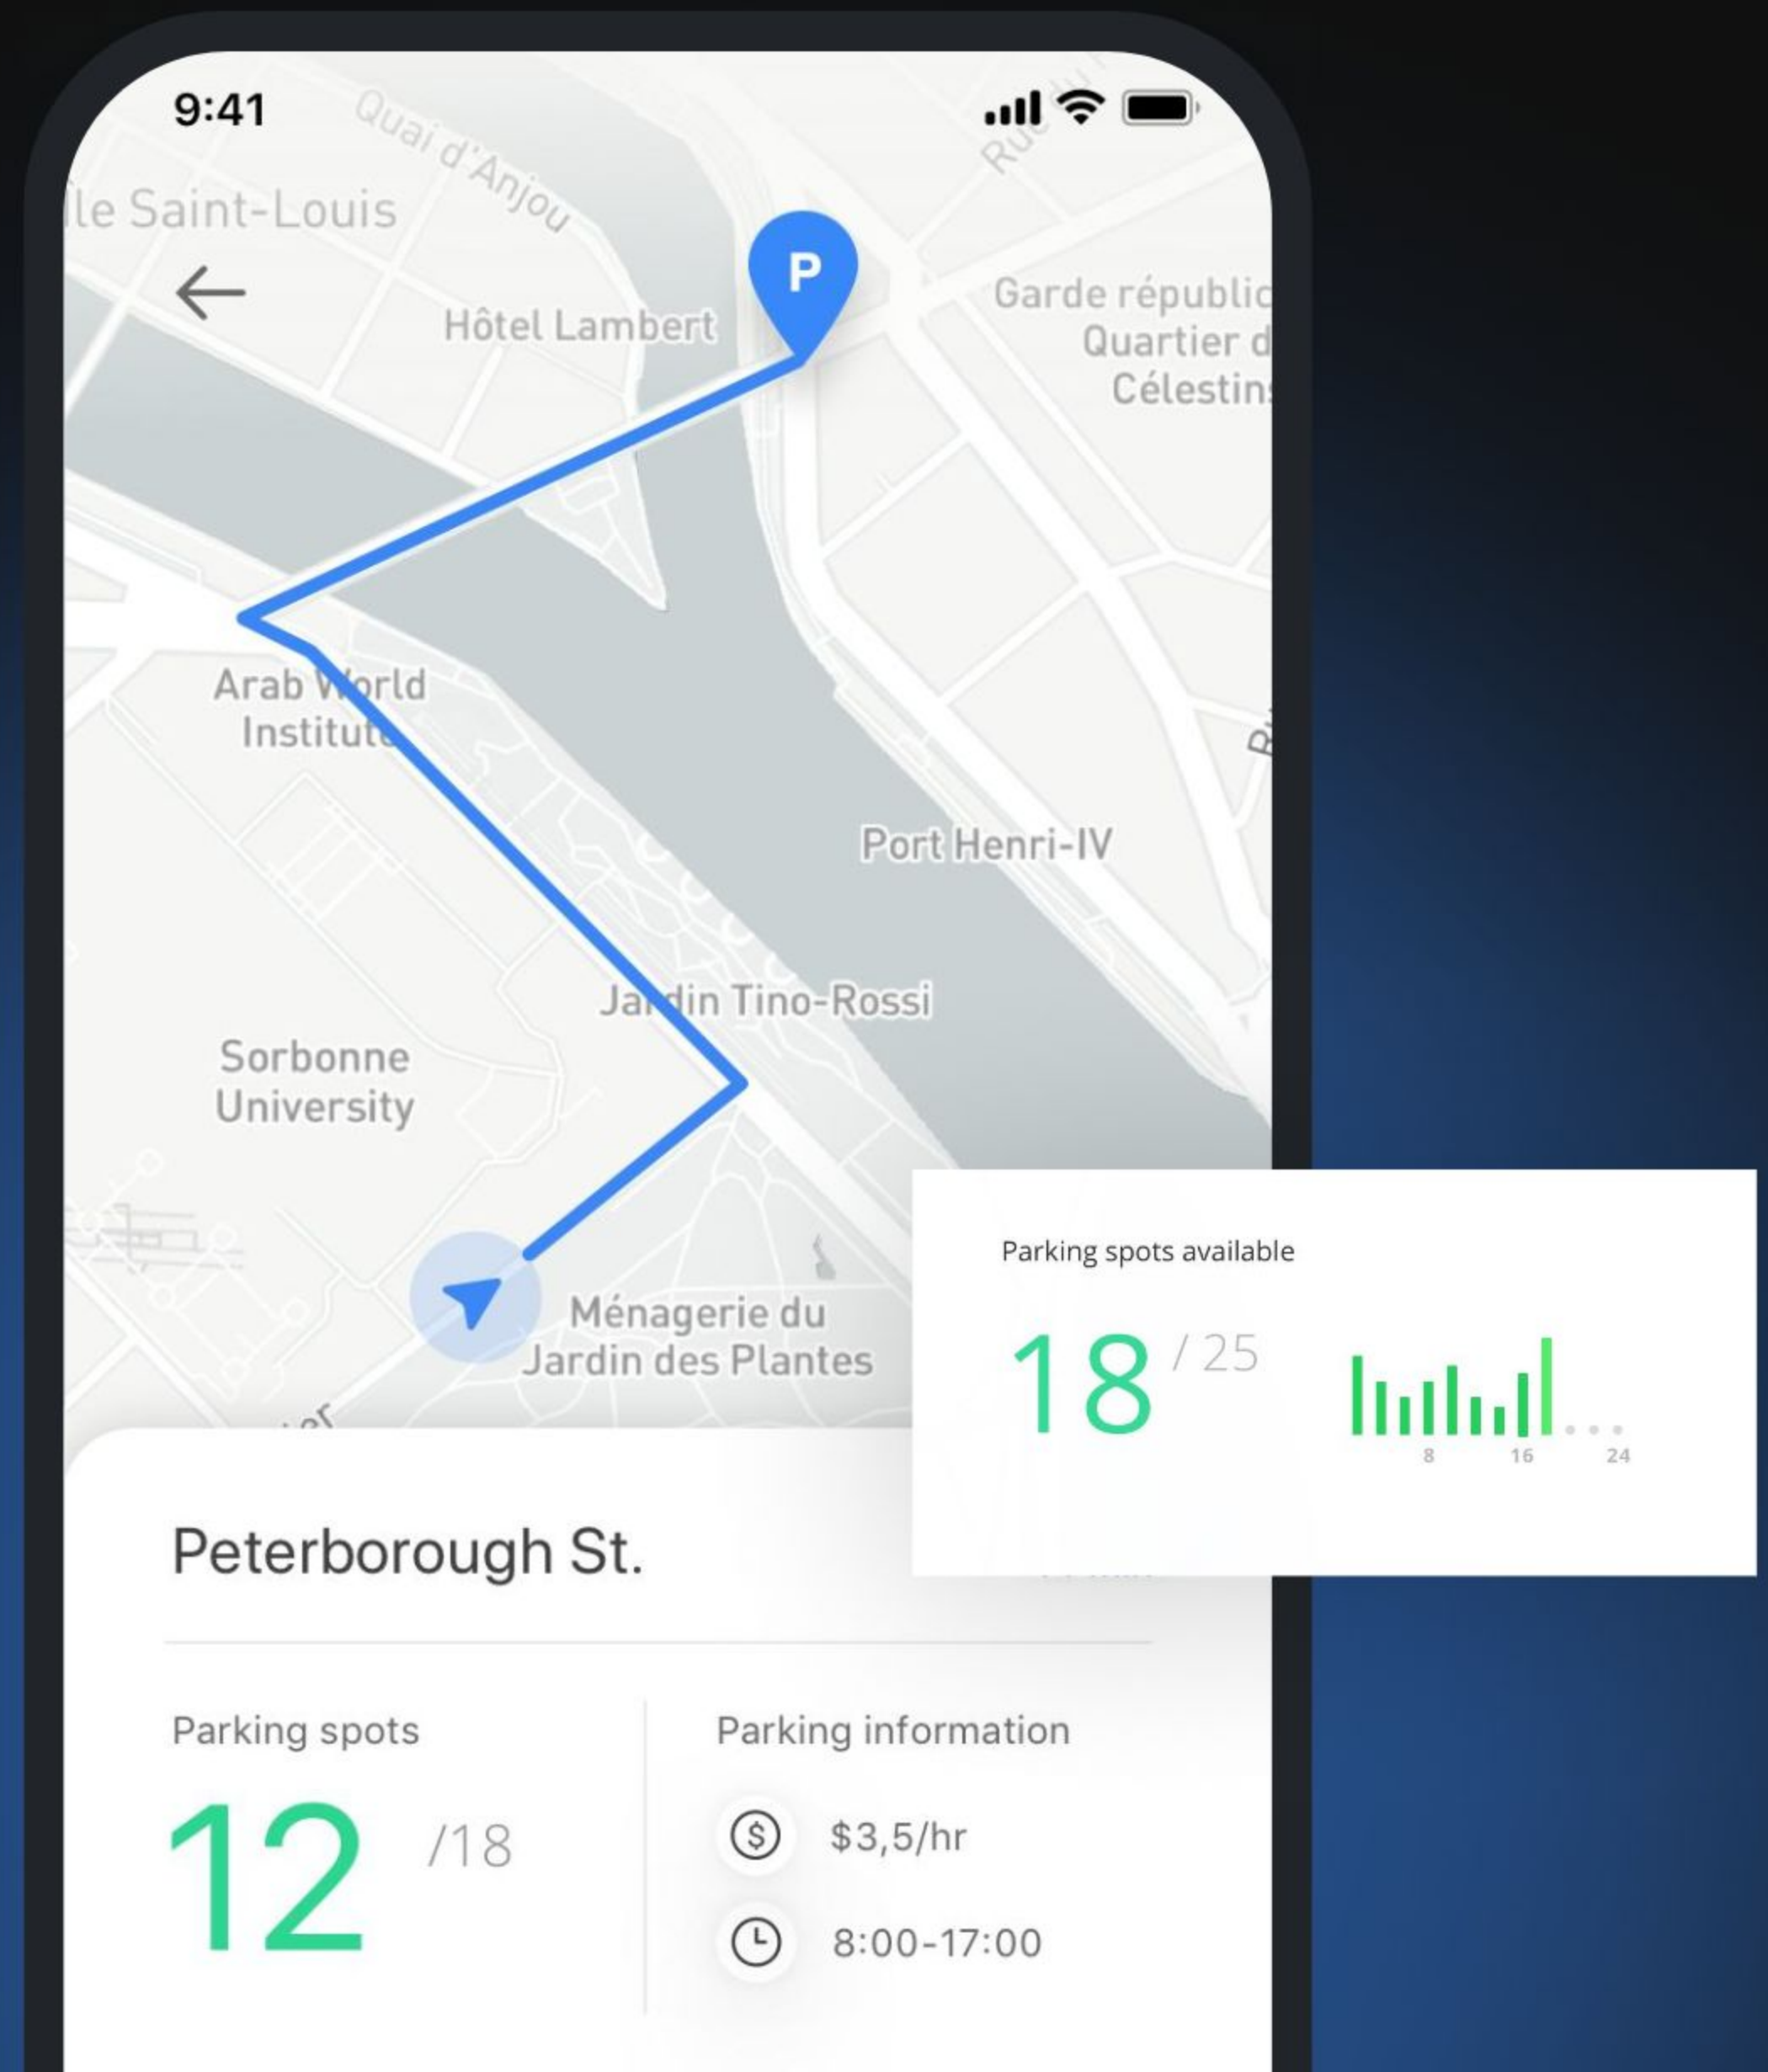 9:41
Quai d'Anjou
le Saint-Louis
P
Hôtel Lambert
Garde républic
Quartier d
Célestins
Arab World
Institute
Port Henri-IV
Jardin Tino-Rossi
Sorbonne
University
Ménagerie du
Jardin des Plantes
Parking spots available
18 / 25
8 16 24
Peterborough St.
Parking spots
12 /18
Parking information
$
$3,5/hr
8:00-17:00